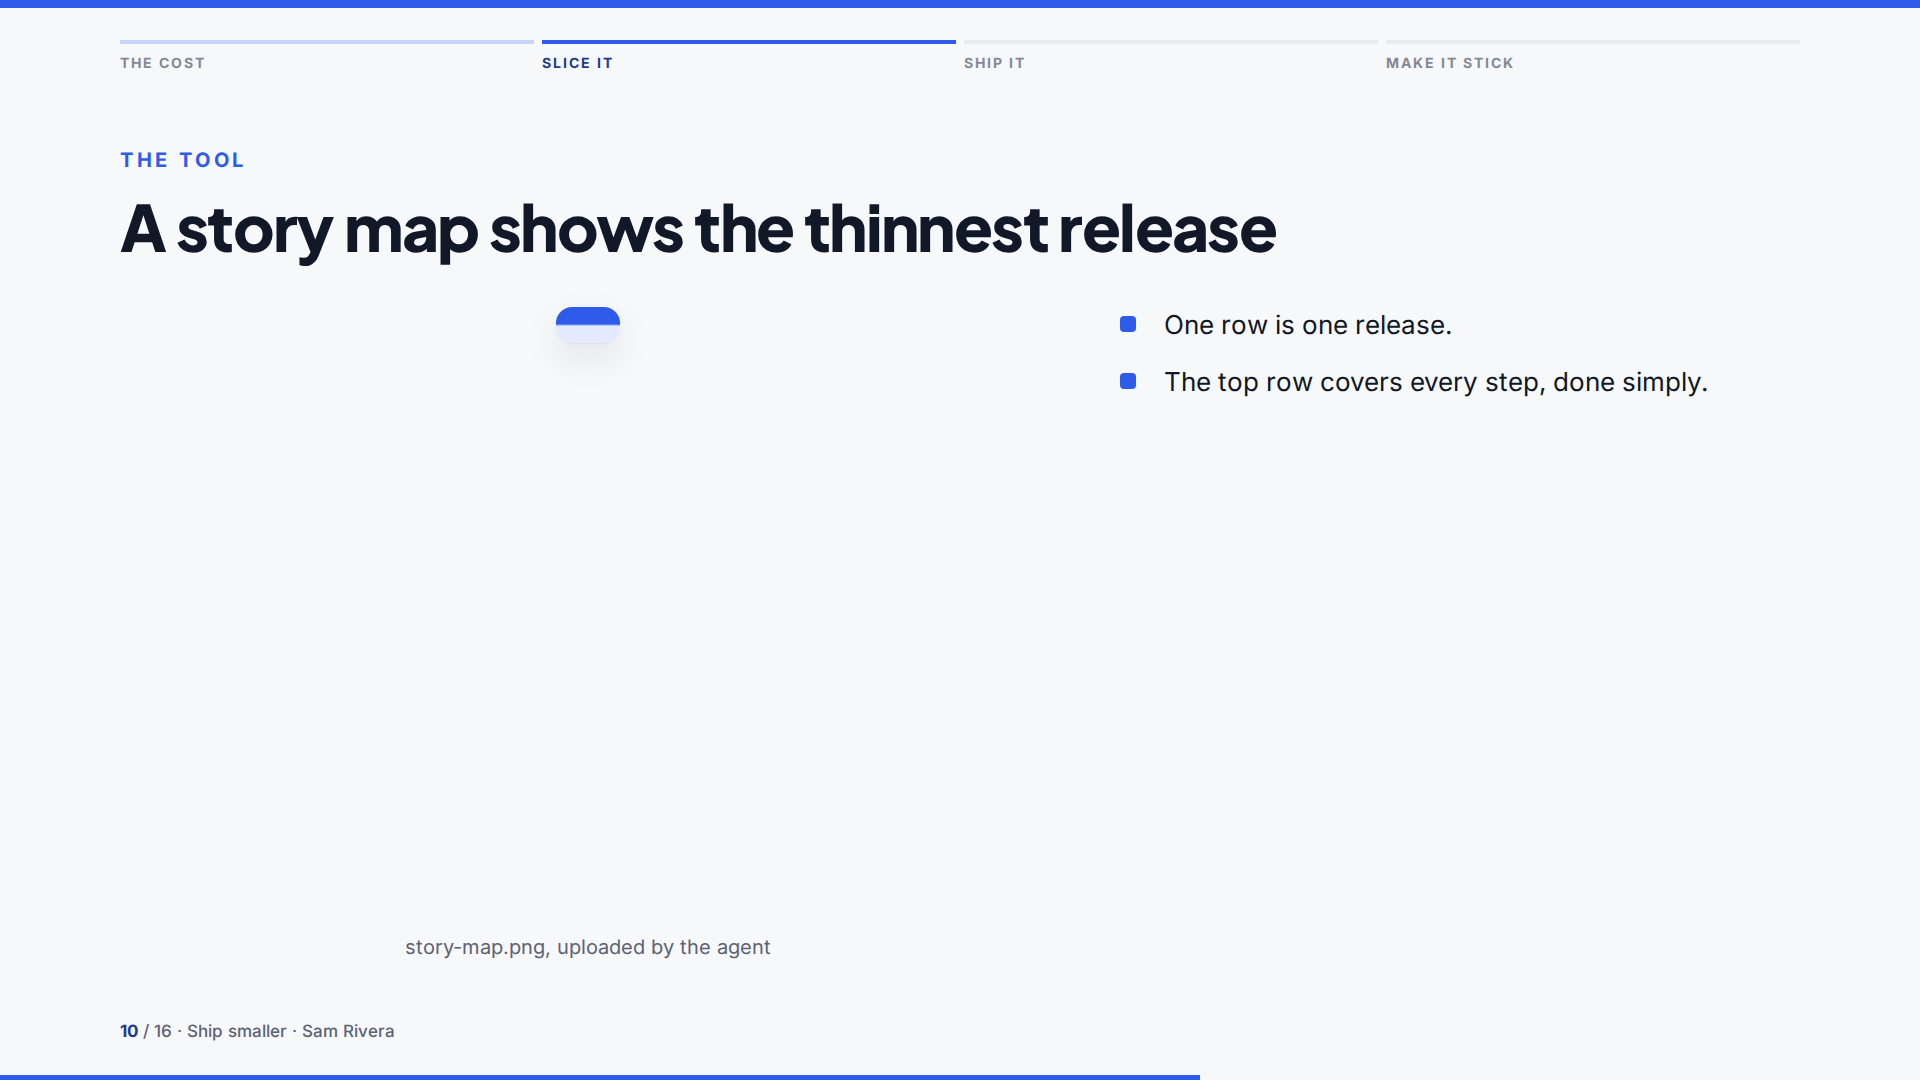 THE COST
SLICE IT
SHIP IT
MAKE IT STICK
THE TOOL
A story map shows the thinnest release
One row is one release.
The top row covers every step, done simply.
story-map.png, uploaded by the agent
10 / 16 · Ship smaller · Sam Rivera